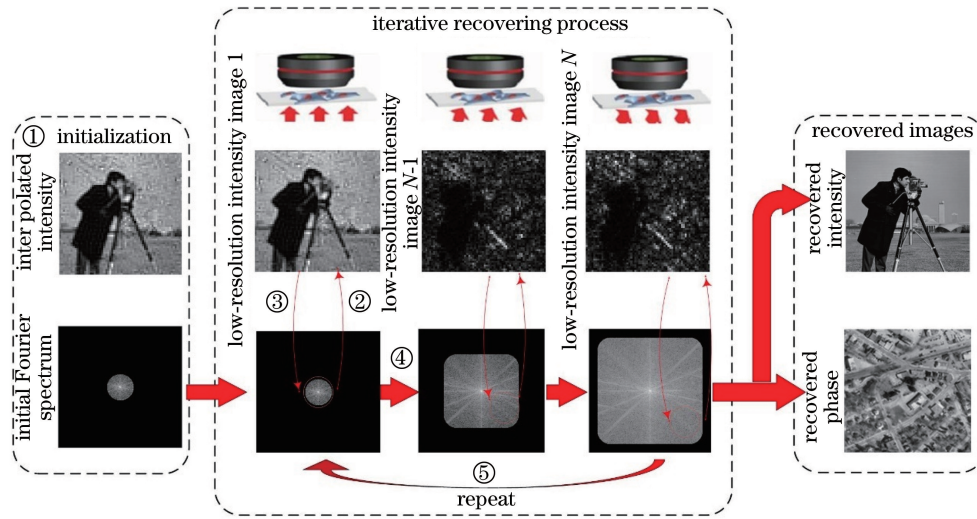 iterative recovering process
① initialization
inter polated
intensity
initial Fourier
spectrum
low-resolution intensity image 1
low-resolution intensity
image N-1
low-resolution intensity image N
③
②
④
⑤
repeat
recovered images
recovered
intensity
recovered
phase